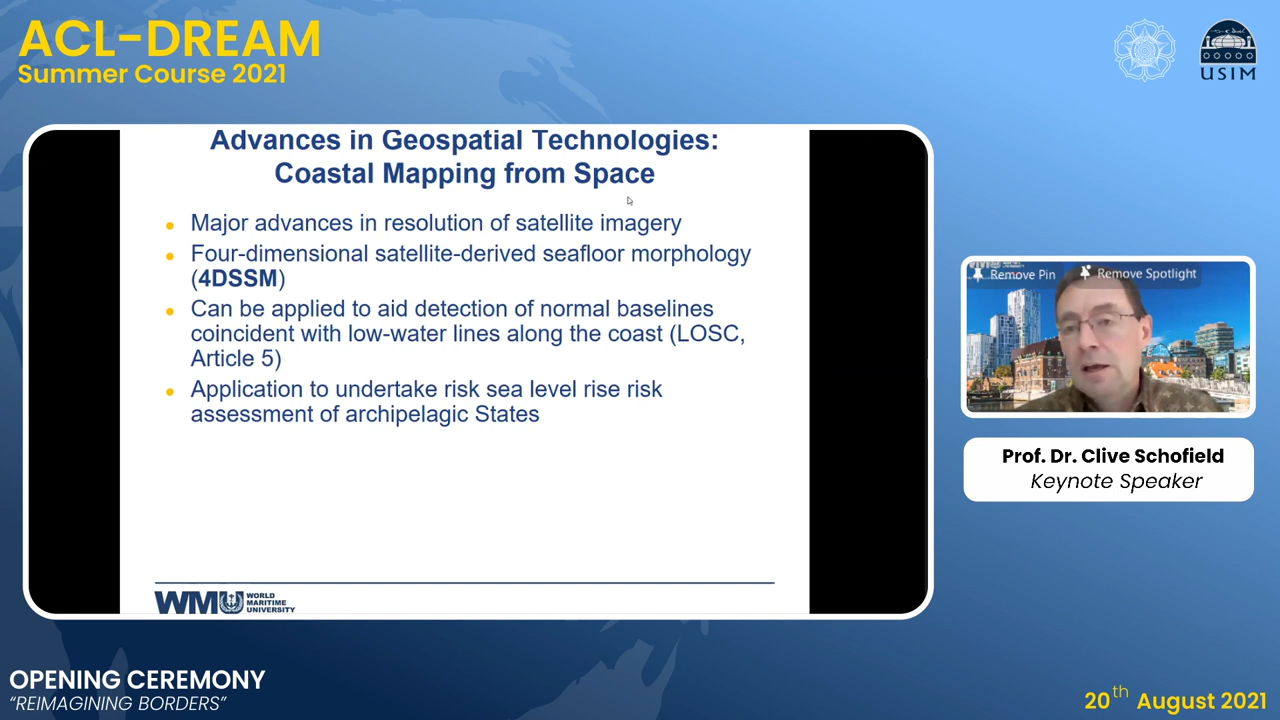 ACL-DREAM
Summer Course 2021
USIM
Advances in Geospatial Technologies:
Coastal Mapping from Space
• Major advances in resolution of satellite imagery
• Four-dimensional satellite-derived seafloor morphology
(4DSSM)
• Can be applied to aid detection of normal baselines
coincident with low-water lines along the coast (LOSC,
Article 5)
• Application to undertake risk sea level rise risk
assessment of archipelagic States
WMU WORLD
MARITIME
UNIVERSITY
Remove Pin
Remove Spotlight
Prof. Dr. Clive Schofield
Keynote Speaker
OPENING CEREMONY
“REIMAGINING BORDERS”
20th August 2021